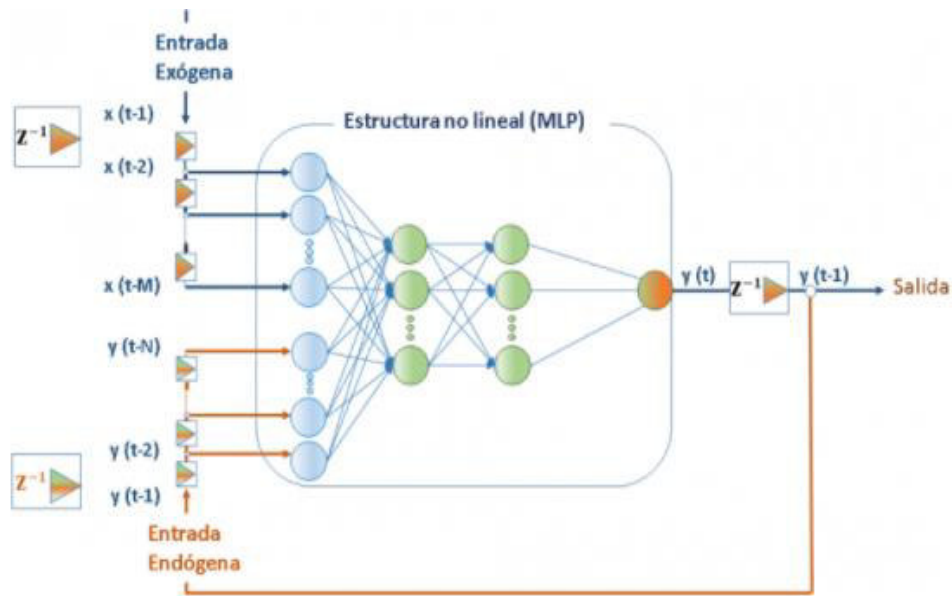 Entrada
Exógena
x (t-1)
Z⁻¹
x (t-2)
x (t-M)
Estructura no lineal (MLP)
y (t)
Z⁻¹
y (t-1)
Salida
y (t-N)
y (t-2)
Z⁻¹
y (t-1)
Entrada
Endógena